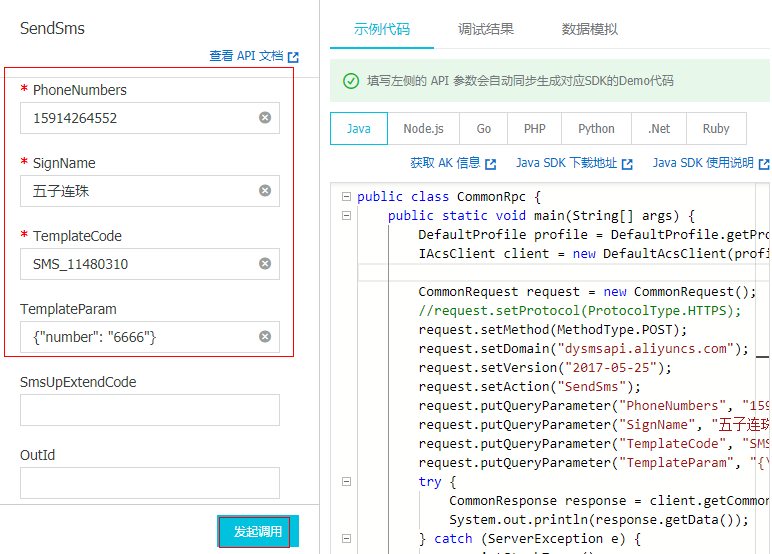 SendSms
查看 API 文档
* PhoneNumbers
15914264552
* SignName
五子连珠
* TemplateCode
SMS_11480310
TemplateParam
{"number": "6666"}
SmsUpExtendCode
OutId
发起调用
示例代码 调试结果 数据模拟
填写左侧的 API 参数会自动同步生成对应SDK的Demo代码
Java Node.js Go PHP Python .Net Ruby
获取 AK 信息 Java SDK 下载地址 Java SDK 使用说明
public class CommonRpc {
public static void main(String[] args) {
DefaultProfile profile = DefaultProfile.getPro
IAcsClient client = new DefaultAcsClient(profi
CommonRequest request = new CommonRequest();
//request.setProtocol(ProtocolType.HTTPS);
request.setMethod(MethodType.POST);
request.setDomain("dysmsapi.aliyuncs.com");
request.setVersion("2017-05-25");
request.setAction("SendSms");
request.putQueryParameter("PhoneNumbers", "159
request.putQueryParameter("SignName", "五子连珠
request.putQueryParameter("TemplateCode", "SMS
request.putQueryParameter("TemplateParam", "{\
try {
CommonResponse response = client.getCommon
System.out.println(response.getData());
} catch (ServerException e) {